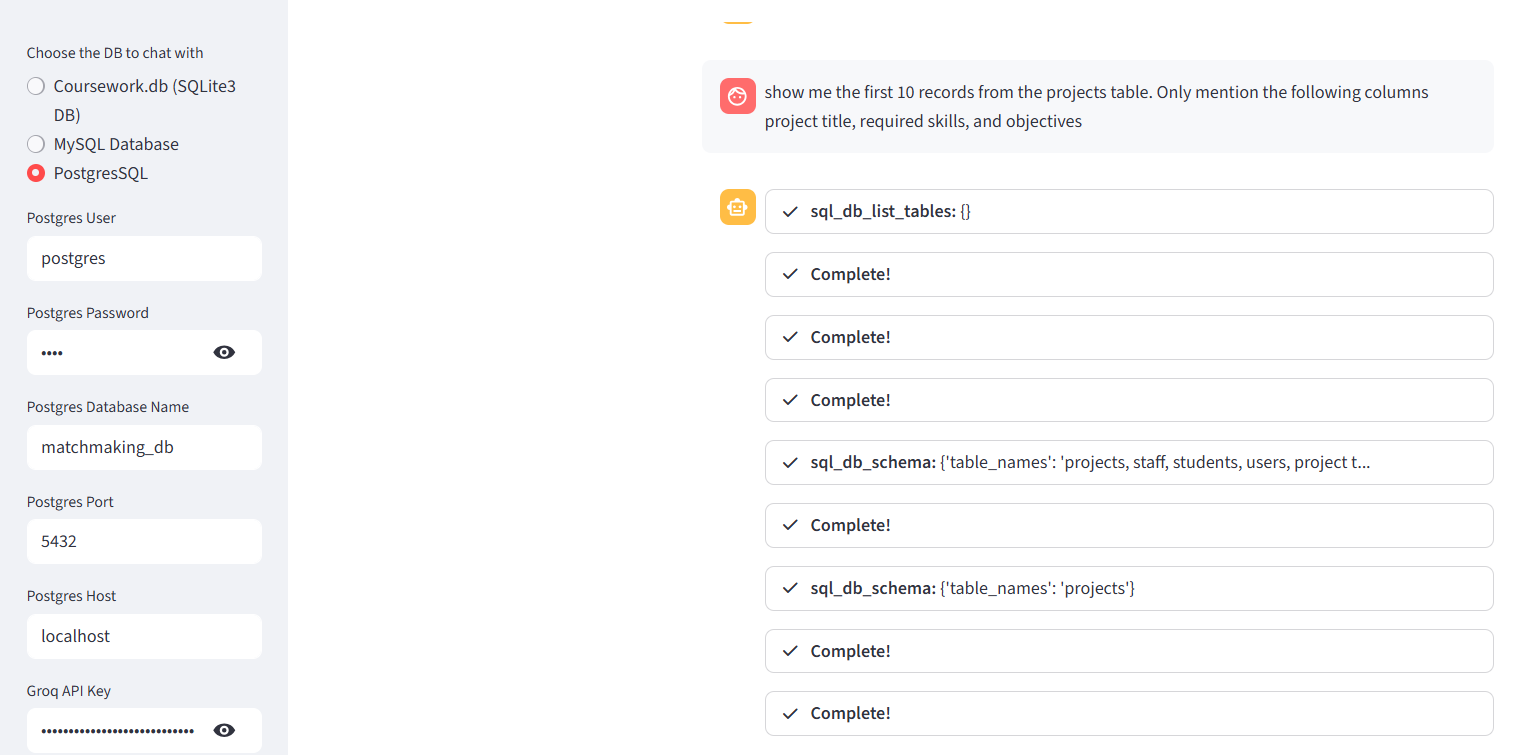 Choose the DB to chat with
Coursework.db (SQLite3
DB)
MySQL Database
PostgresSQL
Postgres User
postgres
Postgres Password
••••
Postgres Database Name
matchmaking_db
Postgres Port
5432
Postgres Host
localhost
Groq API Key
••••••••••••••••••••••••••••
show me the first 10 records from the projects table. Only mention the following columns
project title, required skills, and objectives
sql_db_list_tables: {}
Complete!
Complete!
Complete!
sql_db_schema: {'table_names': 'projects, staff, students, users, project t...
Complete!
sql_db_schema: {'table_names': 'projects'}
Complete!
Complete!